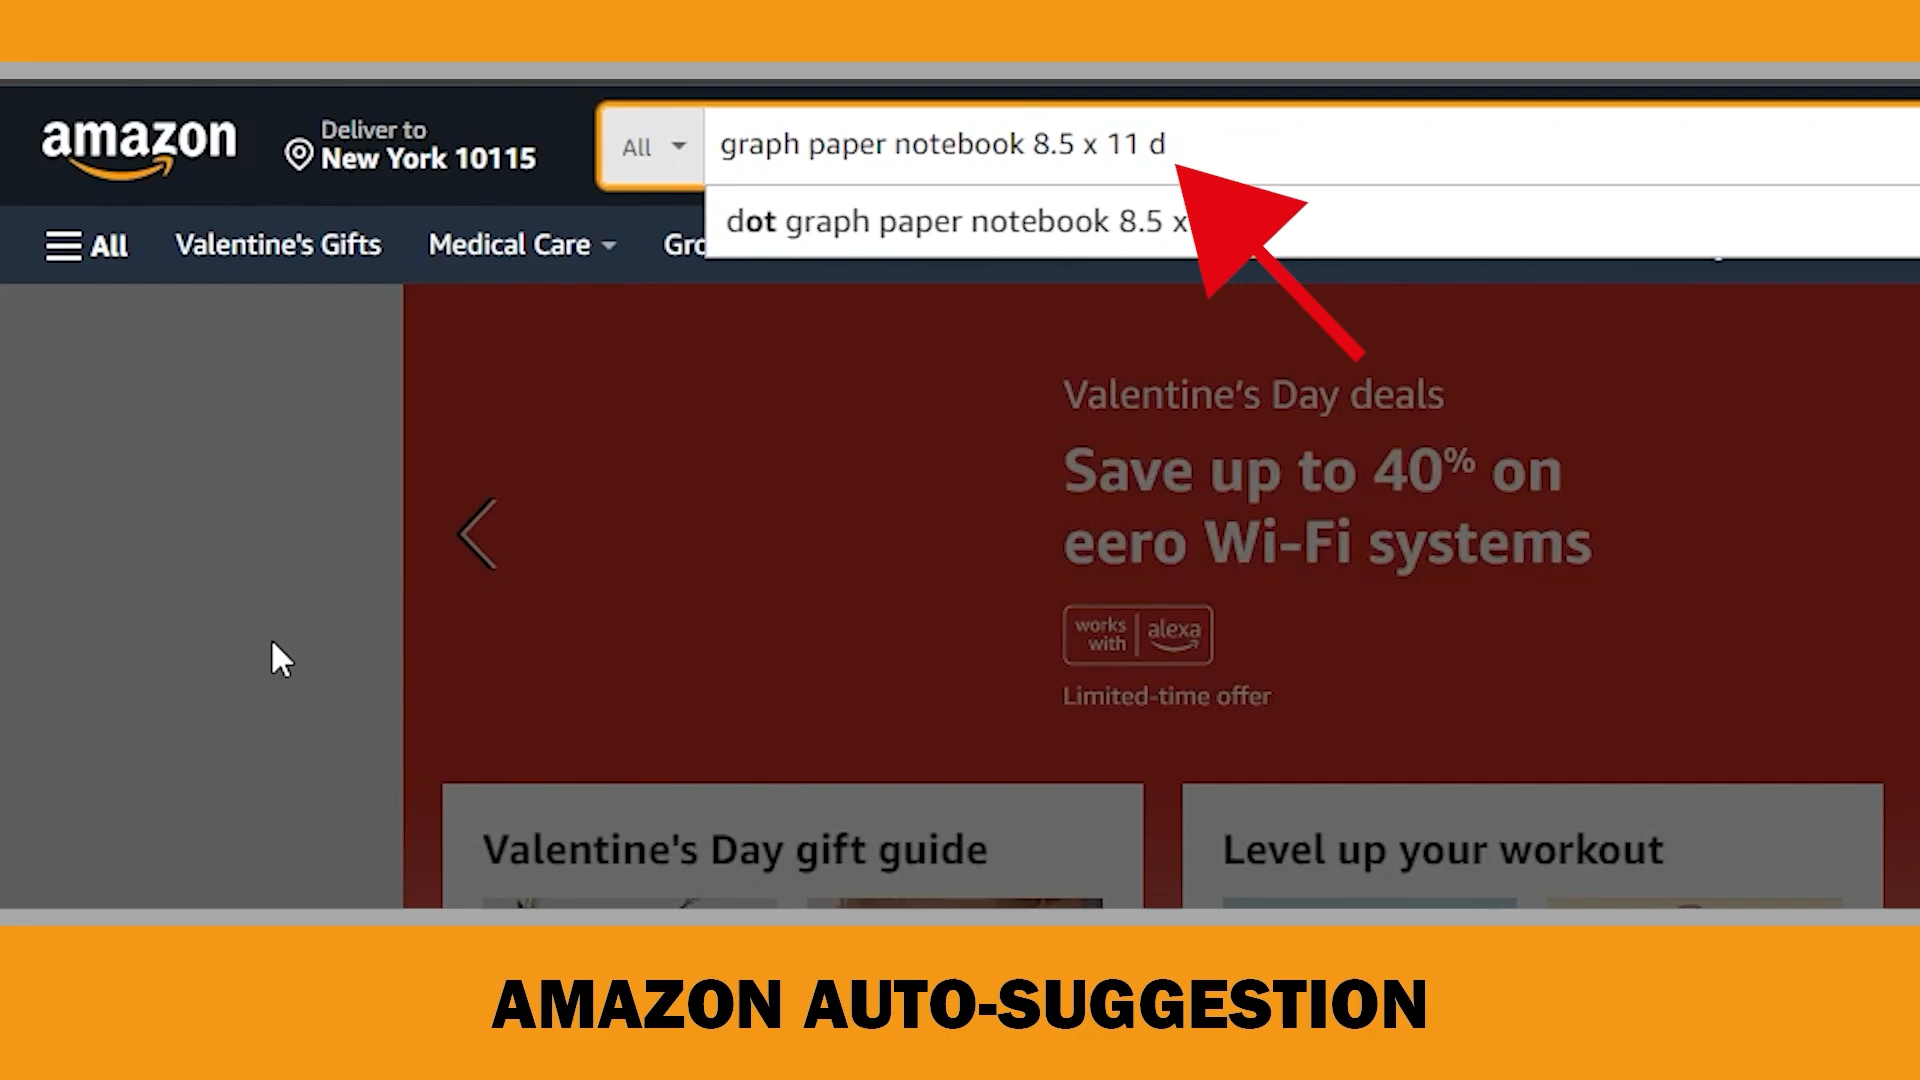 amazon
Deliver to
New York 10115
All
graph paper notebook 8.5 x 11 d
dot graph paper notebook 8.5 x
All
Valentine's Gifts
Medical Care
Valentine's Day deals
Save up to 40% on
eero Wi-Fi systems
works
with
alexa
Limited-time offer
Valentine's Day gift guide
Level up your workout
AMAZON AUTO-SUGGESTION